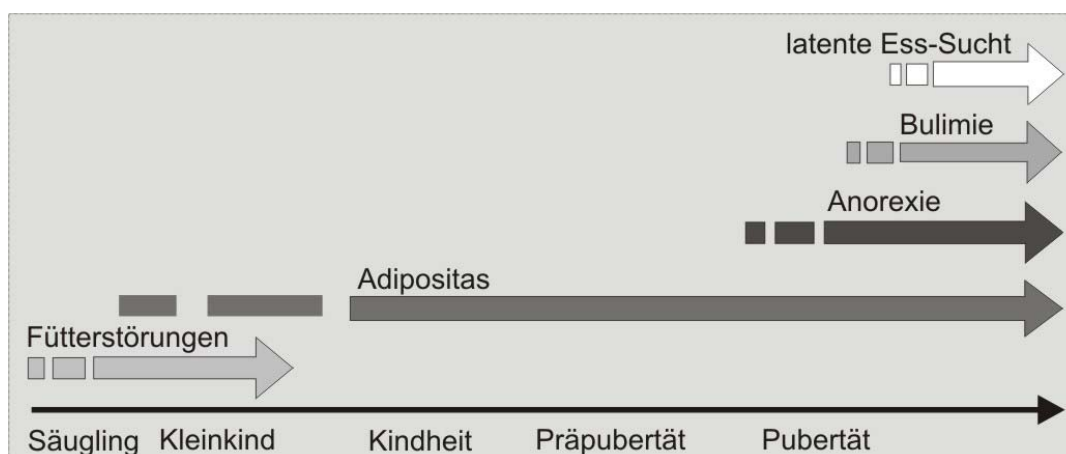 latente Ess-Sucht
Bulimie
Anorexie
Adipositas
Fütterstörungen
Säugling Kleinkind Kindheit Präpubertät Pubertät